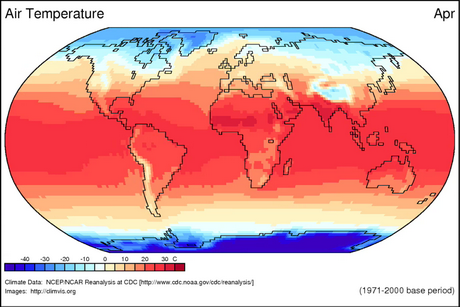 Air Temperature
Apr
-40 -30 -20 -10 0 10 20 30 C
Climate Data: NCEP/NCAR Reanalysis at CDC [http://www.cdc.noaa.gov/cdc/reanalysis/]
Images: http://climvis.org
(1971-2000 base period)